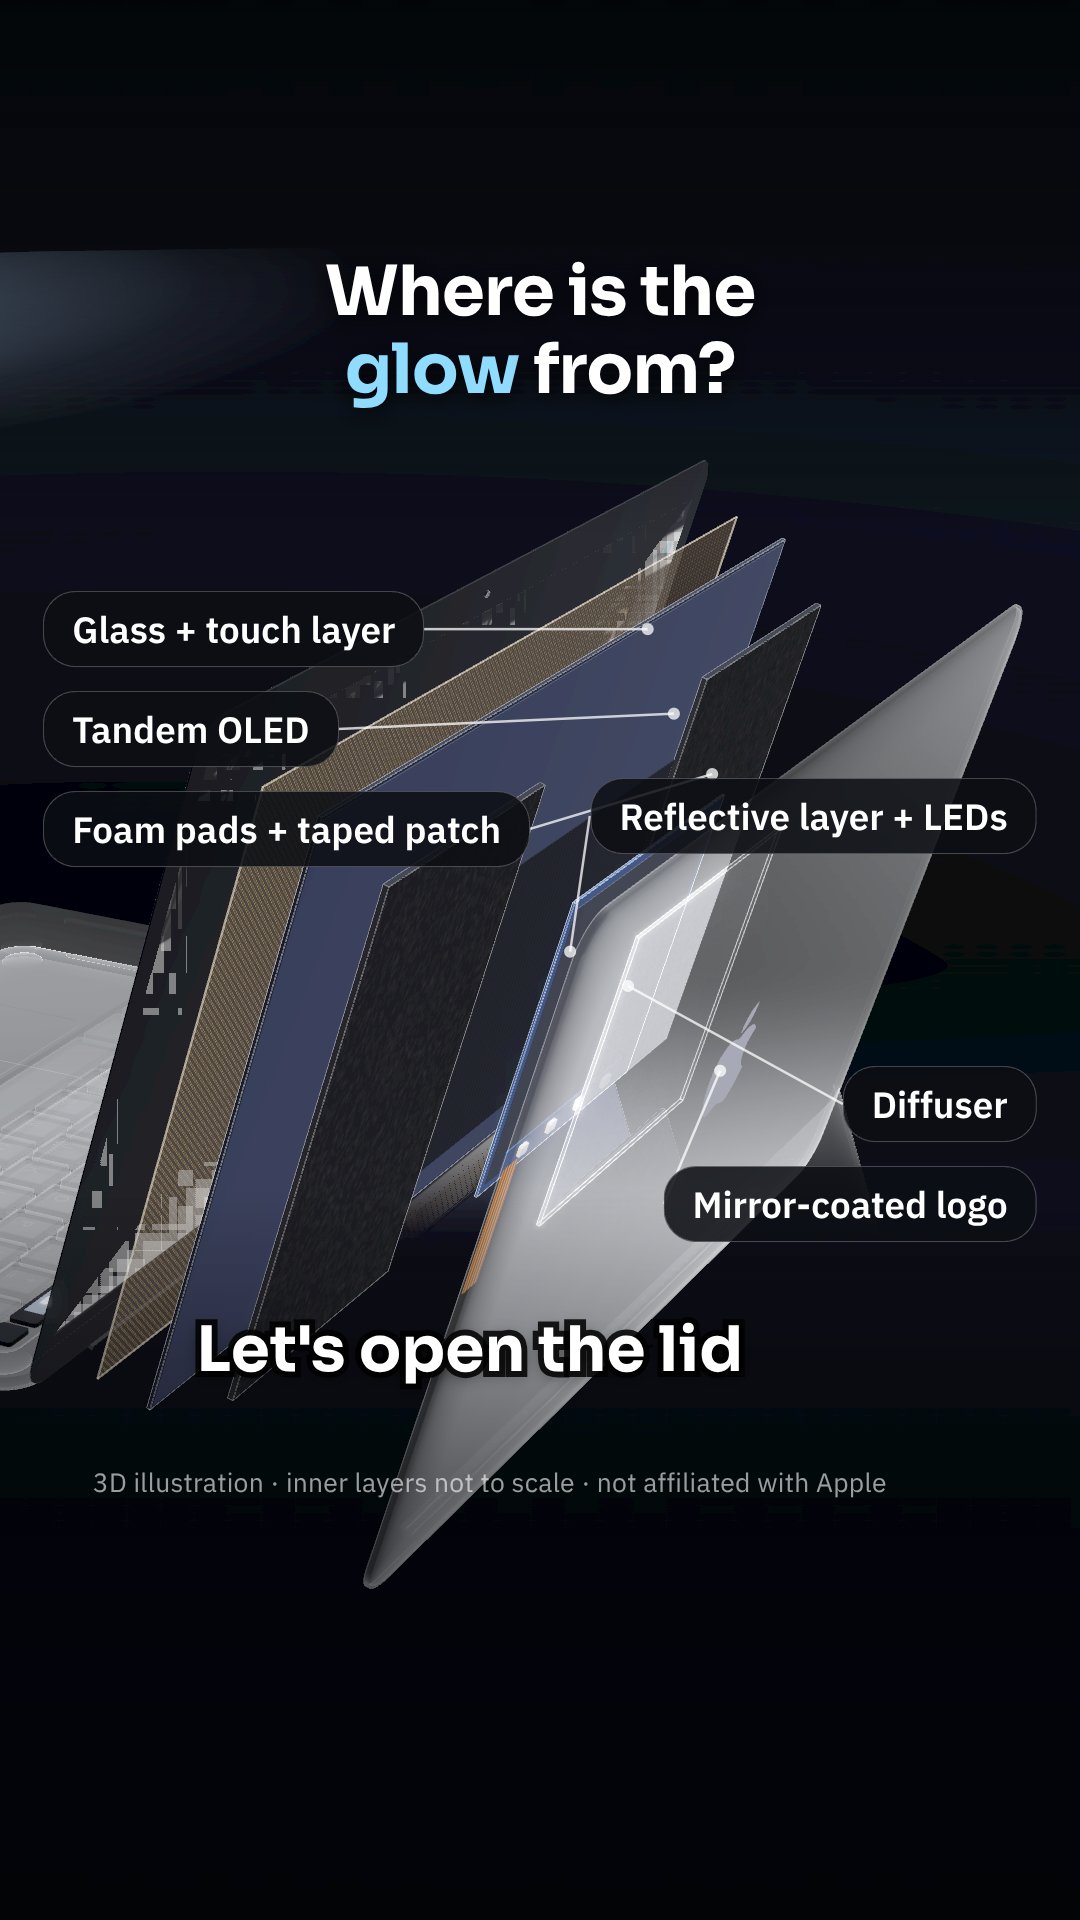 Where is the
glow from?
Glass + touch layer
Tandem OLED
Foam pads + taped patch
Reflective layer + LEDs
Diffuser
Mirror-coated logo
Let's open the lid
3D illustration · inner layers not to scale · not affiliated with Apple